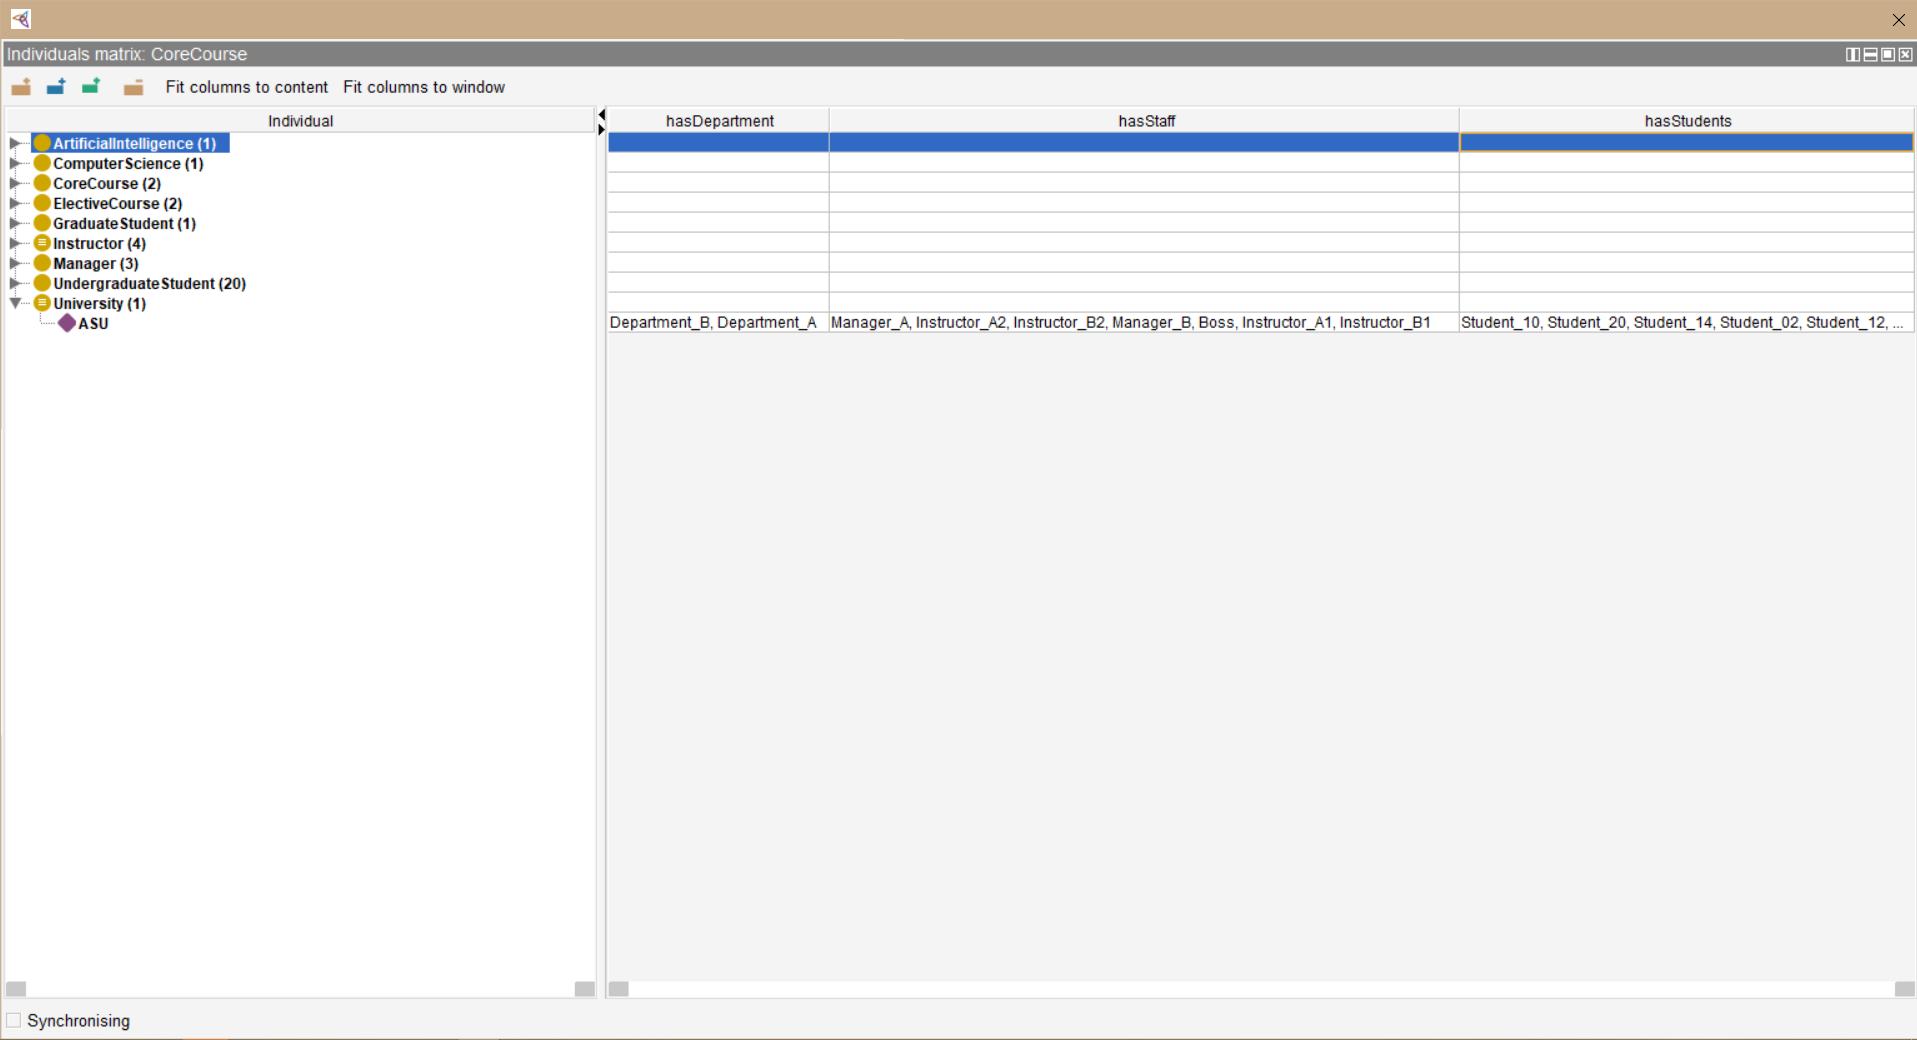 Individuals matrix: CoreCourse
Fit columns to content Fit columns to window
Individual hasDepartment hasStaff hasStudents
ArtificialIntelligence (1)
ComputerScience (1)
CoreCourse (2)
ElectiveCourse (2)
GraduateStudent (1)
Instructor (4)
Manager (3)
UndergraduateStudent (20)
University (1)
ASU Department_B, Department_A Manager_A, Instructor_A2, Instructor_B2, Manager_B, Boss, Instructor_A1, Instructor_B1 Student_10, Student_20, Student_14, Student_02, Student_12, ...
Synchronising